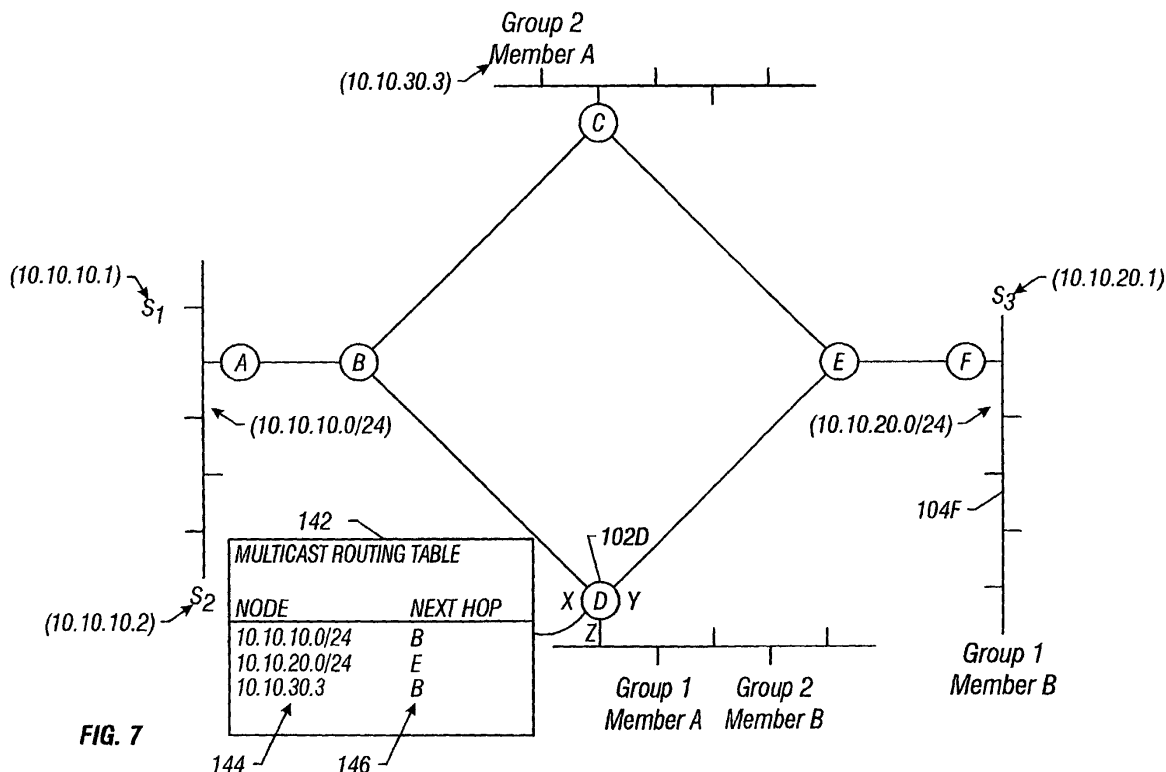 Group 2
Member A
(10.10.30.3)
C
(10.10.10.1)
S1
S3
(10.10.20.1)
A
B
E
F
(10.10.10.0/24)
(10.10.20.0/24)
104F
142
102D
MULTICAST ROUTING TABLE
NODE NEXT HOP
10.10.10.0/24 B
10.10.20.0/24 E
10.10.30.3 B
S2
(10.10.10.2)
X D Y
Z
Group 1
Member A
Group 2
Member B
Group 1
Member B
FIG. 7
144
146